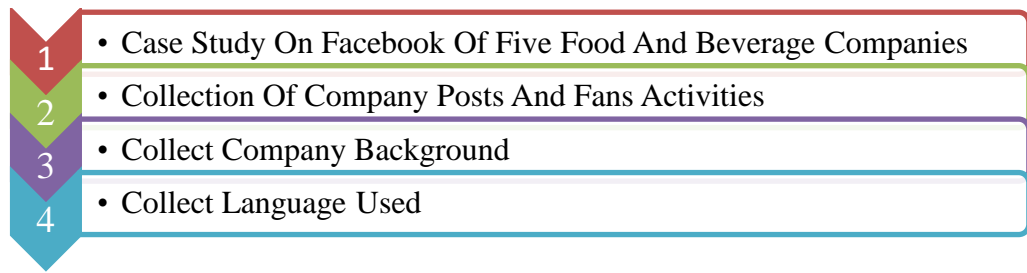 1 • Case Study On Facebook Of Five Food And Beverage Companies
2 • Collection Of Company Posts And Fans Activities
3 • Collect Company Background
4 • Collect Language Used